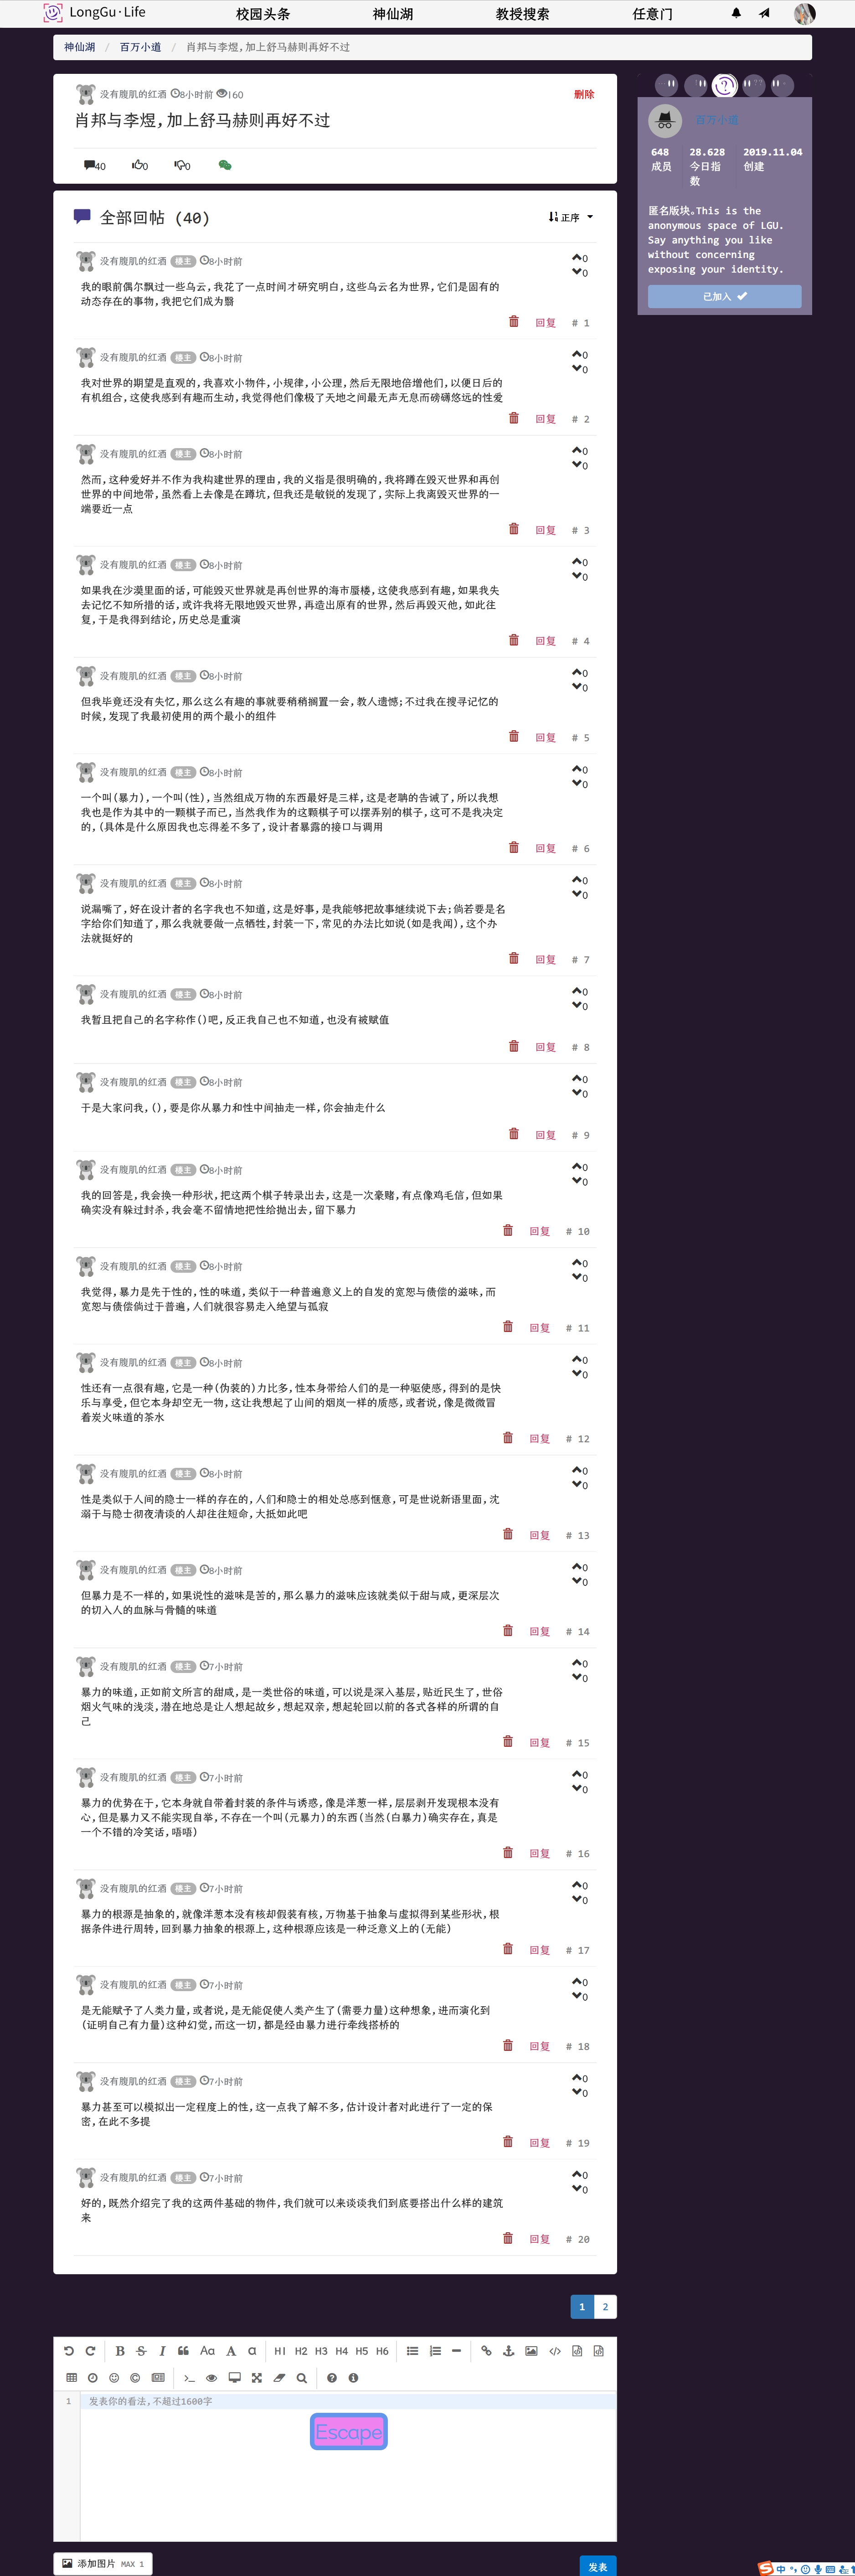 LongGu·Life 校园头条 神仙湖 教授搜索 任意门
神仙湖 / 百万小道 / 肖邦与李煜,加上舒马赫则再好不过
没有腹肌的红酒 8小时前 160 删除
肖邦与李煜,加上舒马赫则再好不过
40 0 0
全部回帖 (40) 正序
没有腹肌的红酒 楼主 8小时前 0
0
我的眼前偶尔飘过一些乌云,我花了一点时间才研究明白,这些乌云名为世界,它们是固有的
动态存在的事物,我把它们成为翳
回复 # 1
没有腹肌的红酒 楼主 8小时前 0
0
我对世界的期望是直观的,我喜欢小物件,小规律,小公理,然后无限地倍增他们,以便日后的
有机组合,这使我感到有趣而生动,我觉得他们像极了天地之间最无声无息而磅礴悠远的性爱
回复 # 2
没有腹肌的红酒 楼主 8小时前 0
0
然而,这种爱好并不作为我构建世界的理由,我的义指是很明确的,我将蹲在毁灭世界和再创
世界的中间地带,虽然看上去像是在蹲坑,但我还是敏锐的发现了,实际上我离毁灭世界的一
端要近一点
回复 # 3
没有腹肌的红酒 楼主 8小时前 0
0
如果我在沙漠里面的话,可能毁灭世界就是再创世界的海市蜃楼,这使我感到有趣,如果我失
去记忆不知所措的话,或许我将无限地毁灭世界,再造出原有的世界,然后再毁灭他,如此往
复,于是我得到结论,历史总是重演
回复 # 4
没有腹肌的红酒 楼主 8小时前 0
0
但我毕竟还没有失忆,那么这么有趣的事就要稍稍搁置一会,教人遗憾;不过我在搜寻记忆的
时候,发现了我最初使用的两个最小的组件
回复 # 5
没有腹肌的红酒 楼主 8小时前 0
0
一个叫(暴力),一个叫(性),当然组成万物的东西最好是三样,这是老聃的告诫了,所以我想
我也是作为其中的一颗棋子而已,当然我作为的这颗棋子可以摆弄别的棋子,这可不是我决定
的,(具体是什么原因我也忘得差不多了,设计者暴露的接口与调用
回复 # 6
没有腹肌的红酒 楼主 8小时前 0
0
说漏嘴了,好在设计者的名字我也不知道,这是好事,是我能够把故事继续说下去;倘若要是名
字给你们知道了,那么我就要做一点牺牲,封装一下,常见的办法比如说(如是我闻),这个办
法就挺好的
回复 # 7
没有腹肌的红酒 楼主 8小时前 0
0
我暂且把自己的名字称作()吧,反正我自己也不知道,也没有被赋值
回复 # 8
没有腹肌的红酒 楼主 8小时前 0
0
于是大家问我,(),要是你从暴力和性中间抽走一样,你会抽走什么
回复 # 9
没有腹肌的红酒 楼主 8小时前 0
0
我的回答是,我会换一种形状,把这两个棋子转录出去,这是一次豪赌,有点像鸡毛信,但如果
确实没有躲过封杀,我会毫不留情地把性给抛出去,留下暴力
回复 # 10
没有腹肌的红酒 楼主 8小时前 0
0
我觉得,暴力是先于性的,性的味道,类似于一种普遍意义上的自发的宽恕与债偿的滋味,而
宽恕与债偿倘过于普遍,人们就很容易走入绝望与孤寂
回复 # 11
没有腹肌的红酒 楼主 8小时前 0
0
性还有一点很有趣,它是一种(伪装的)力比多,性本身带给人们的是一种驱使感,得到的是快
乐与享受,但它本身却空无一物,这让我想起了山间的烟岚一样的质感,或者说,像是微微冒
着炭火味道的茶水
回复 # 12
没有腹肌的红酒 楼主 8小时前 0
0
性是类似于人间的隐士一样的存在的,人们和隐士的相处总感到惬意,可是世说新语里面,沈
溺于与隐士彻夜清谈的人却往往短命,大抵如此吧
回复 # 13
没有腹肌的红酒 楼主 8小时前 0
0
但暴力是不一样的,如果说性的滋味是苦的,那么暴力的滋味应该就类似于甜与咸,更深层次
的切入人的血脉与骨髓的味道
回复 # 14
没有腹肌的红酒 楼主 7小时前 0
0
暴力的味道,正如前文所言的甜咸,是一类世俗的味道,可以说是深入基层,贴近民生了,世俗
烟火气味的浅淡,潜在地总是让人想起故乡,想起双亲,想起轮回以前的各式各样的所谓的自
己
回复 # 15
没有腹肌的红酒 楼主 7小时前 0
0
暴力的优势在于,它本身就自带着封装的条件与诱惑,像是洋葱一样,层层剥开发现根本没有
心,但是暴力又不能实现自举,不存在一个叫(元暴力)的东西(当然(白暴力)确实存在,真是
一个不错的冷笑话,唔唔)
回复 # 16
没有腹肌的红酒 楼主 7小时前 0
0
暴力的根源是抽象的,就像洋葱本没有核却假装有核,万物基于抽象与虚拟得到某些形状,根
据条件进行周转,回到暴力抽象的根源上,这种根源应该是一种泛意义上的(无能)
回复 # 17
没有腹肌的红酒 楼主 7小时前 0
0
是无能赋予了人类力量,或者说,是无能促使人类产生了(需要力量)这种想象,进而演化到
(证明自己有力量)这种幻觉,而这一切,都是经由暴力进行牵线搭桥的
回复 # 18
没有腹肌的红酒 楼主 7小时前 0
0
暴力甚至可以模拟出一定程度上的性,这一点我了解不多,估计设计者对此进行了一定的保
密,在此不多提
回复 # 19
没有腹肌的红酒 楼主 7小时前 0
0
好的,既然介绍完了我的这两件基础的物件,我们就可以来谈谈我们到底要搭出什么样的建筑
来
回复 # 20
1 2
百万小道
648 28.628 2019.11.04
成员 今日指 创建
数
匿名版块。This is the
anonymous space of LGU.
Say anything you like
without concerning
exposing your identity.
已加入
B S I Aa A a H1 H2 H3 H4 H5 H6
1 发表你的看法,不超过1600字
Escape
添加图片 MAX 1 发表
中